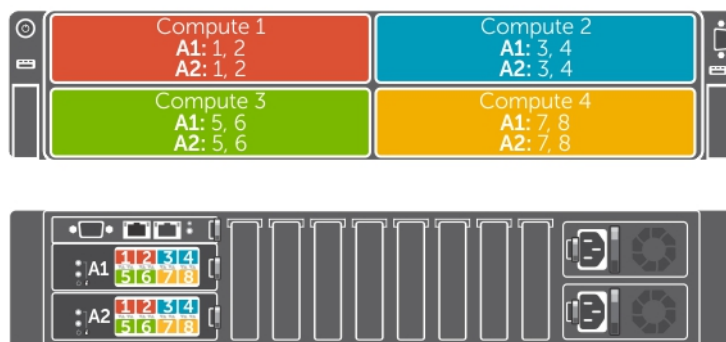 Compute 1
A1: 1, 2
A2: 1, 2
Compute 2
A1: 3, 4
A2: 3, 4
Compute 3
A1: 5, 6
A2: 5, 6
Compute 4
A1: 7, 8
A2: 7, 8
A1
1 2 3 4
5 6 7 8
A2
1 2 3 4
5 6 7 8